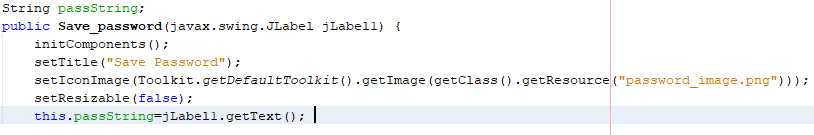 String passString;
public Save_password(javax.swing.JLabel jLabel1) {
initComponents();
setTitle("Save Password");
setIconImage(Toolkit.getDefaultToolkit().getImage(getClass().getResource("password_image.png")));
setResizable(false);
this.passString=jLabel1.getText();